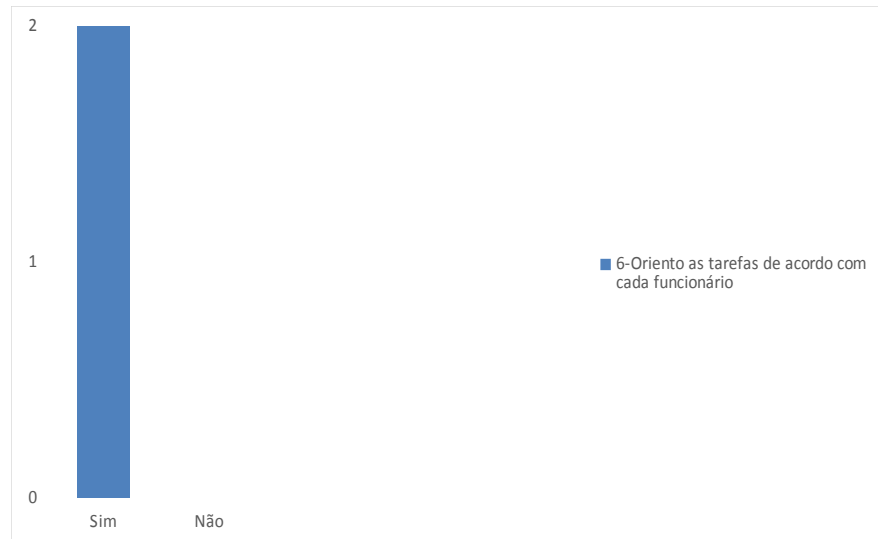 2
1
0
Sim Não
6-Oriento as tarefas de acordo com
cada funcionário